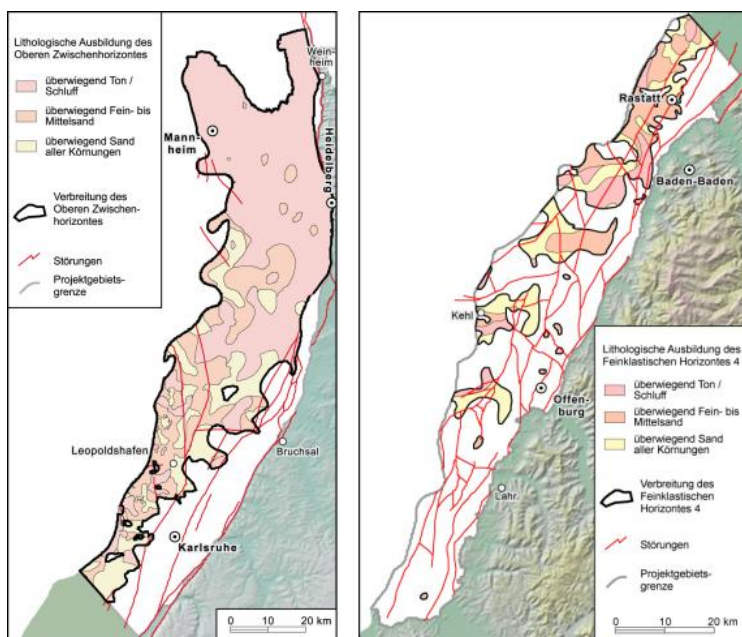 Lithologische Ausbildung des
Oberen Zwischenhorizontes
überwiegend Ton /
Schluff
überwiegend Fein- bis
Mittelsand
überwiegend Sand
aller Körnungen
Verbreitung des
Oberen Zwischen-
horizontes
Störungen
Projektgebiets-
grenze
Wein-
heim
Mann-
heim
Heidelberg
Leopoldshafen
Bruchsal
Karlsruhe
0 10 20 km
Rastatt
Baden-Baden
Kehl
Offen-
burg
Lahr
Lithologische Ausbildung des
Feinklastischen Horizontes 4
überwiegend Ton /
Schluff
überwiegend Fein- bis
Mittelsand
überwiegend Sand
aller Körnungen
Verbreitung des
Feinklastischen
Horizontes 4
Störungen
Projektgebiets-
grenze
0 10 20 km